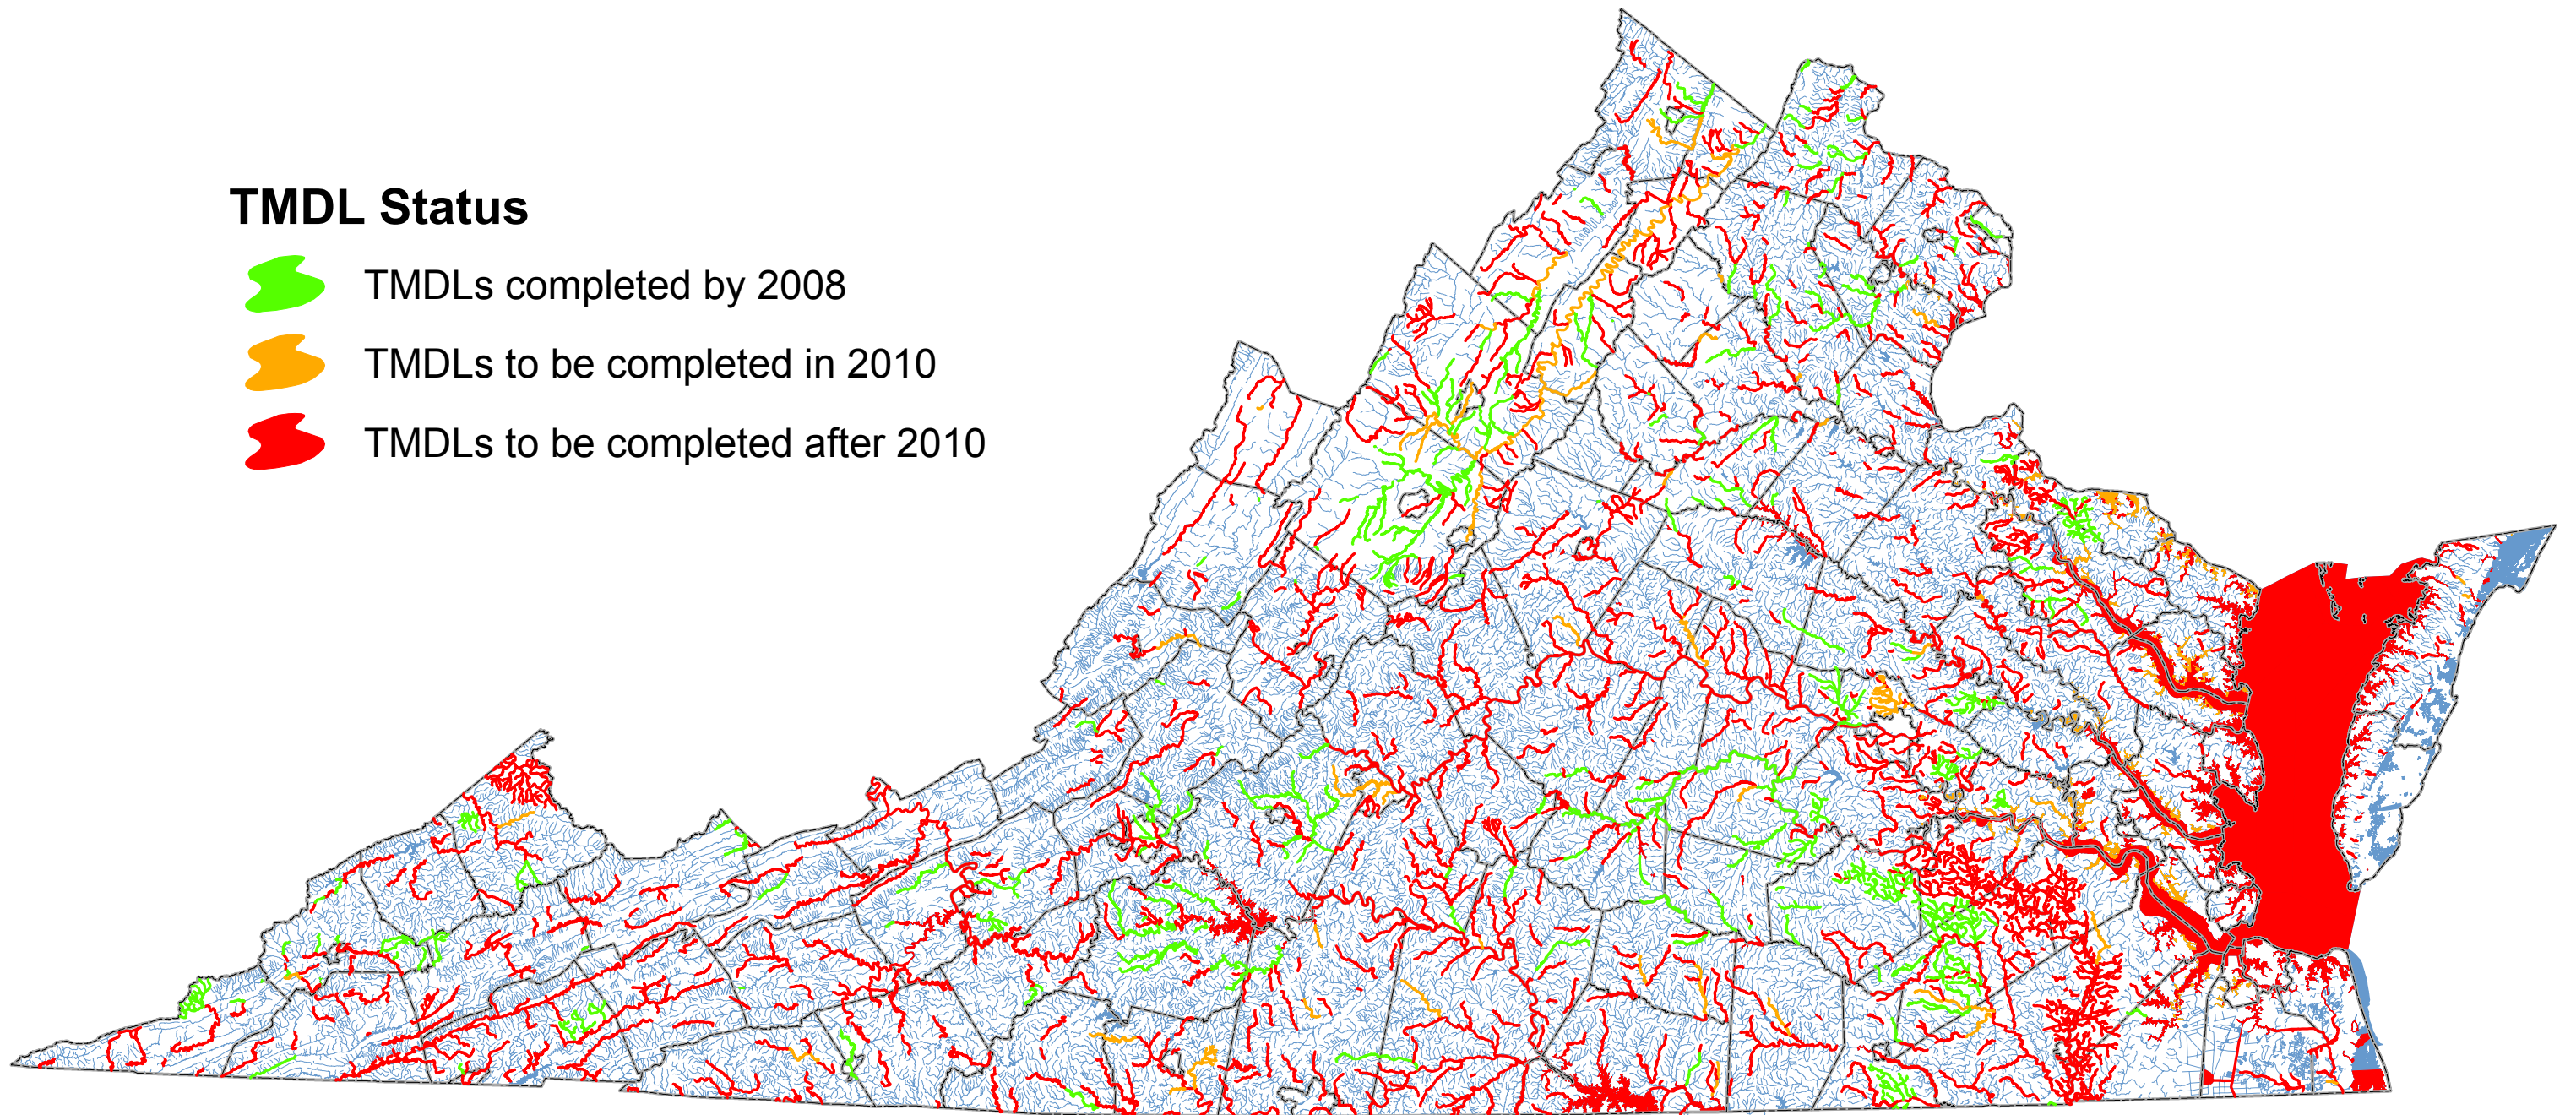 TMDL Status
TMDLs completed by 2008
TMDLs to be completed in 2010
TMDLs to be completed after 2010